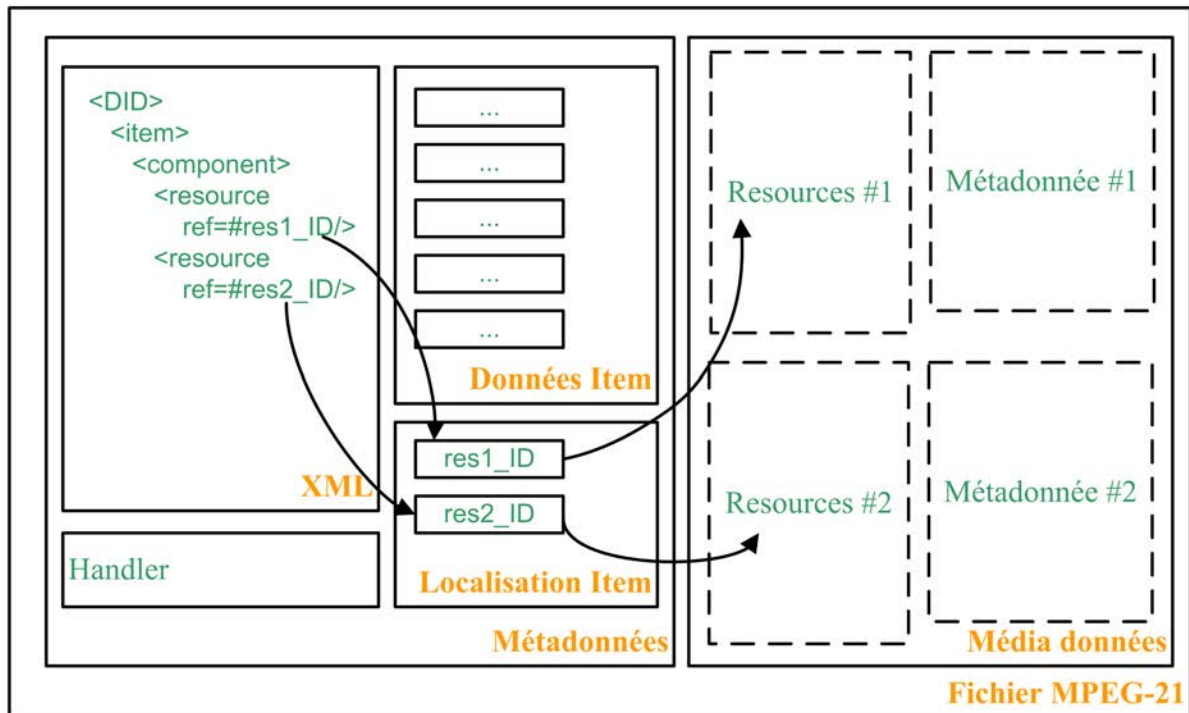 <DID>
<item>
<component>
<resource
ref=#res1_ID/>
<resource
ref=#res2_ID/>
XML
Handler
...
...
...
...
...
Données Item
res1_ID
res2_ID
Localisation Item
Métadonnées
Resources #1
Métadonnée #1
Resources #2
Métadonnée #2
Média données
Fichier MPEG-21